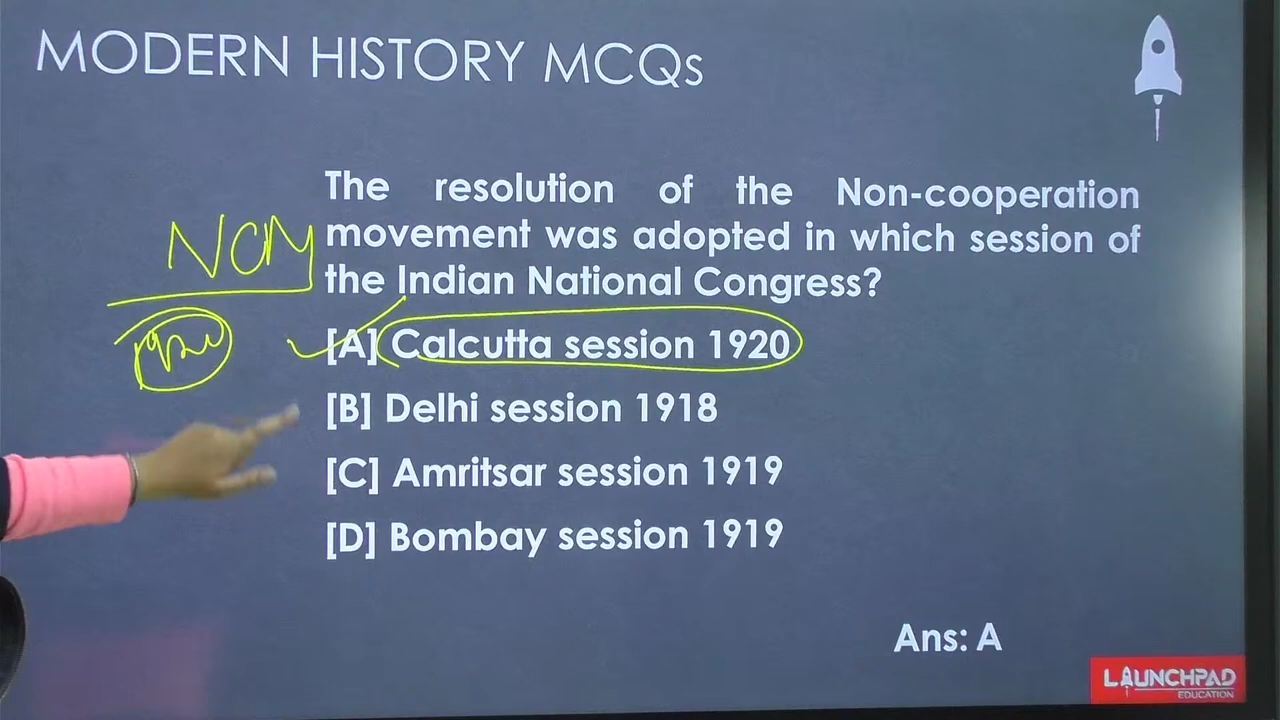 MODERN HISTORY MCQs
The resolution of the Non-cooperation
movement was adopted in which session of
the Indian National Congress?
NCM
1920
[A] Calcutta session 1920
[B] Delhi session 1918
[C] Amritsar session 1919
[D] Bombay session 1919
Ans: A
LAUNCHPAD
EDUCATION